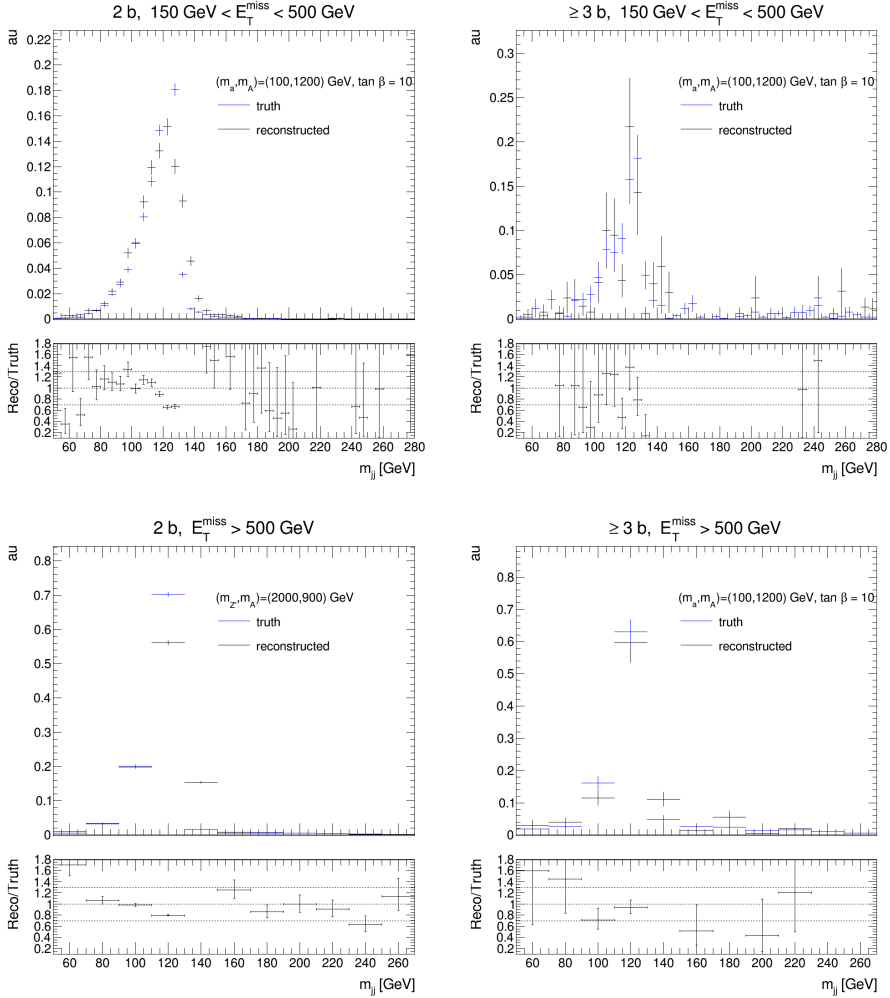 2 b, 150 GeV < E_T^miss < 500 GeV
au
0.22
0.2
0.18
0.16
0.14
0.12
0.1
0.08
0.06
0.04
0.02
0
(m_a,m_A)=(100,1200) GeV, tan β = 10
truth
reconstructed
Reco/Truth
1.8
1.6
1.4
1.2
1
0.8
0.6
0.4
0.2
60 80 100 120 140 160 180 200 220 240 260 280
m_jj [GeV]
≥ 3 b, 150 GeV < E_T^miss < 500 GeV
au
0.3
0.25
0.2
0.15
0.1
0.05
0
(m_a,m_A)=(100,1200) GeV, tan β = 10
truth
reconstructed
Reco/Truth
1.8
1.6
1.4
1.2
1
0.8
0.6
0.4
0.2
60 80 100 120 140 160 180 200 220 240 260 280
m_jj [GeV]
2 b, E_T^miss > 500 GeV
au
0.8
0.7
0.6
0.5
0.4
0.3
0.2
0.1
0
(m_Z',m_A)=(2000,900) GeV
truth
reconstructed
Reco/Truth
1.8
1.6
1.4
1.2
1
0.8
0.6
0.4
0.2
60 80 100 120 140 160 180 200 220 240 260
m_jj [GeV]
≥ 3 b, E_T^miss > 500 GeV
au
0.8
0.7
0.6
0.5
0.4
0.3
0.2
0.1
0
(m_a,m_A)=(100,1200) GeV, tan β = 10
truth
reconstructed
Reco/Truth
1.8
1.6
1.4
1.2
1
0.8
0.6
0.4
0.2
60 80 100 120 140 160 180 200 220 240 260
m_jj [GeV]